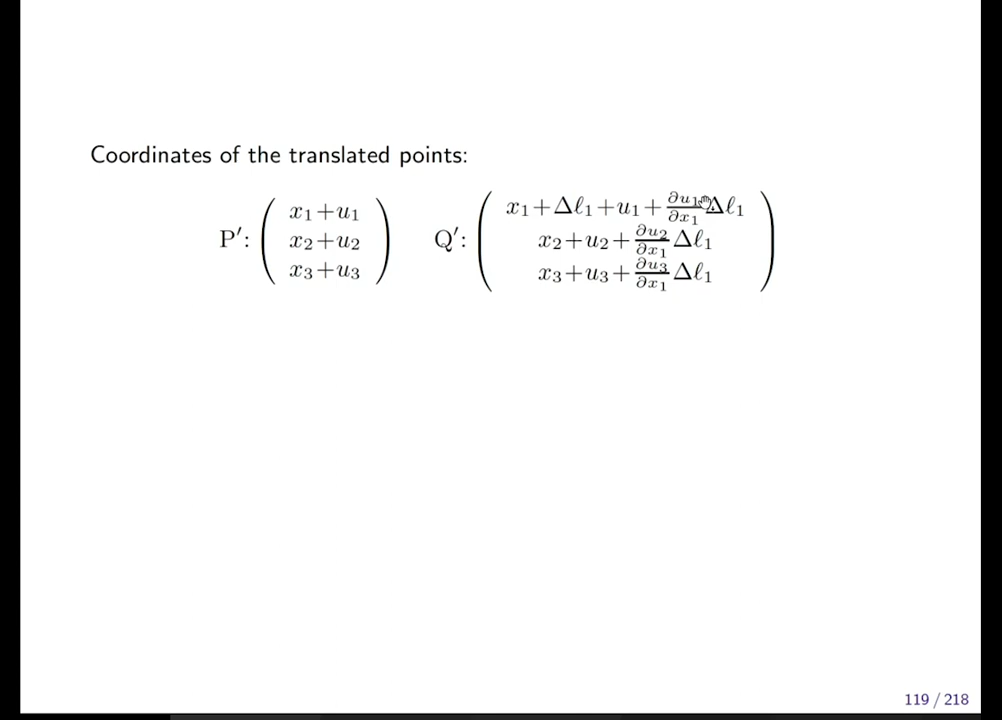 Coordinates of the translated points:
P′: ( x₁+u₁ x₂+u₂ x₃+u₃ ) Q′: ( x₁+Δℓ₁+u₁+∂u₁/∂x₁ Δℓ₁ x₂+u₂+∂u₂/∂x₁ Δℓ₁ x₃+u₃+∂u₃/∂x₁ Δℓ₁ )
119 / 218